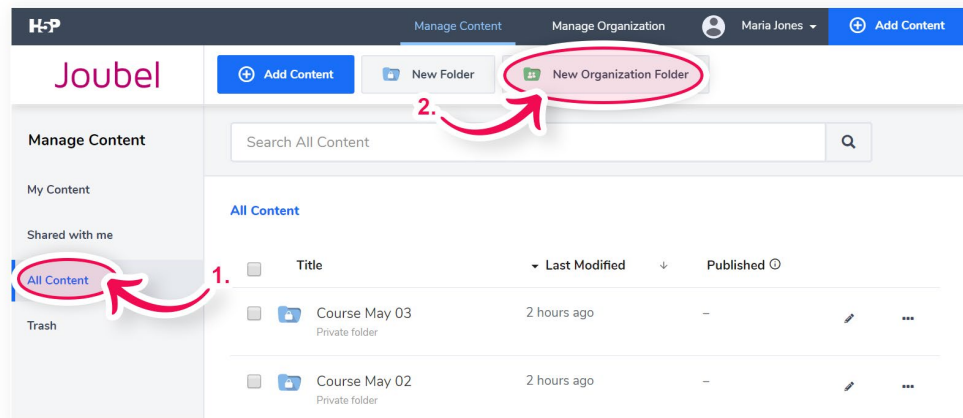 H5P Manage Content Manage Organization Maria Jones Add Content
Joubel Add Content New Folder New Organization Folder
2.
Manage Content Search All Content
My Content
All Content
Shared with me
1.
Title Last Modified ↓ Published
All Content
Course May 03 2 hours ago –
Trash
Private folder
Course May 02 2 hours ago –
Private folder